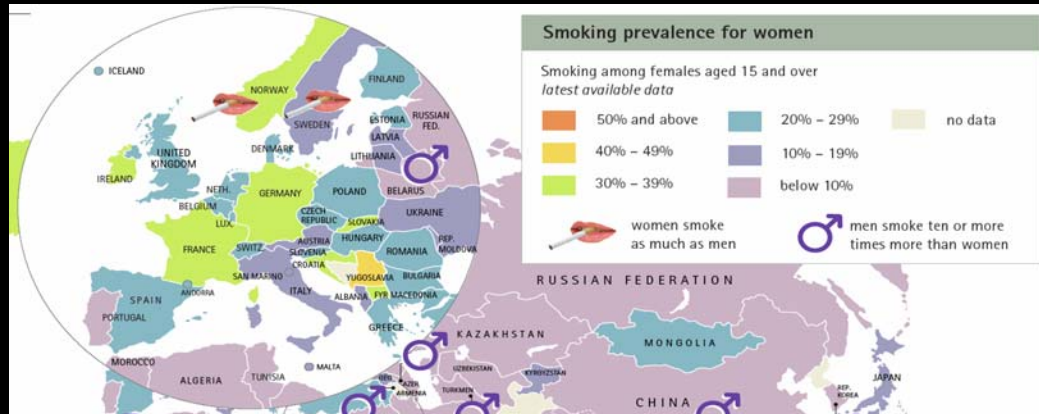 Smoking prevalence for women
Smoking among females aged 15 and over
latest available data
50% and above
40% – 49%
30% – 39%
20% – 29%
10% – 19%
below 10%
no data
women smoke
as much as men
men smoke ten or more
times more than women
ICELAND
NORWAY
FINLAND
SWEDEN
ESTONIA
RUSSIAN
FED.
LATVIA
LITHUANIA
DENMARK
UNITED
KINGDOM
IRELAND
NETH.
BELGIUM
LUX.
GERMANY
POLAND
BELARUS
UKRAINE
CZECH
REPUBLIC
SLOVAKIA
FRANCE
SWITZ.
AUSTRIA
SLOVENIA
HUNGARY
ROMANIA
REP.
MOLDOVA
CROATIA
SAN MARINO
YUGOSLAVIA
BULGARIA
ITALY
ALBANIA
FYR MACEDONIA
ANDORRA
SPAIN
PORTUGAL
GREECE
MOROCCO
ALGERIA
TUNISIA
MALTA
RUSSIAN FEDERATION
KAZAKHSTAN
MONGOLIA
UZBEKISTAN
KYRGYZSTAN
TURKMEN.
GEO.
AZER.
ARMENIA
CHINA
REP.
KOREA
JAPAN